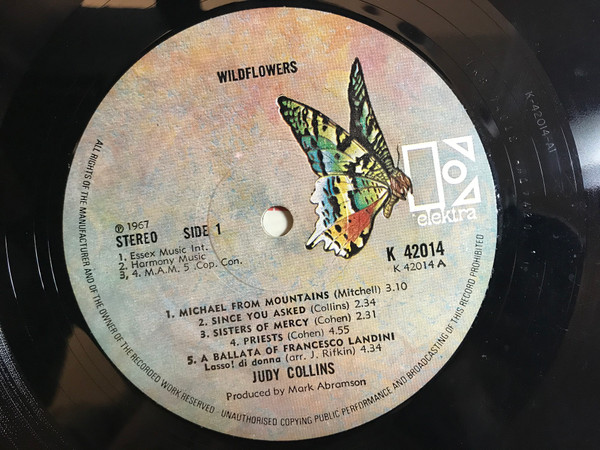 WILDFLOWERS
elektra
℗ 1967
STEREO SIDE 1
1. Essex Music Int.
2. Harmony Music
3, 4. M.A.M. 5 .Cop. Con.
K 42014
K 42014 A
1. MICHAEL FROM MOUNTAINS (Mitchell) 3.10
2. SINCE YOU ASKED (Collins) 2.34
3. SISTERS OF MERCY (Cohen) 2.31
4. PRIESTS (Cohen) 4.55
5. A BALLATA OF FRANCESCO LANDINI
Lasso! di donna (arr. J. Rifkin) 4.34
JUDY COLLINS
Produced by Mark Abramson
ALL RIGHTS OF THE MANUFACTURER AND OF THE OWNER OF THE RECORDED WORK RESERVED · UNAUTHORISED COPYING PUBLIC PERFORMANCE AND BROADCASTING OF THIS RECORD PROHIBITED
K-42014-A1